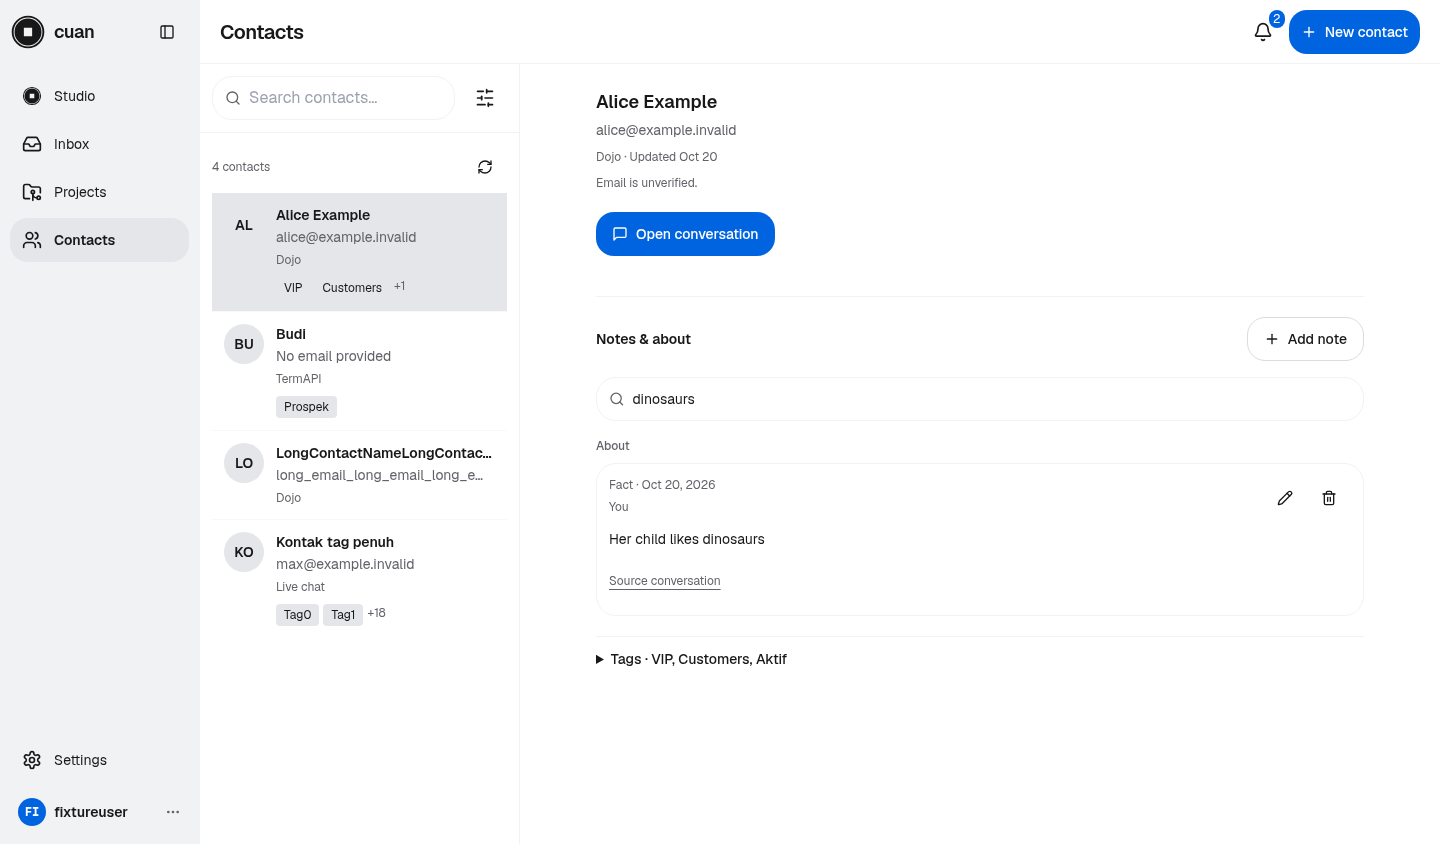 cuan
Studio
Inbox
Projects
Contacts
Settings
FI
fixtureuser
Contacts
2
New contact
Search contacts...
4 contacts
AL
Alice Example
alice@example.invalid
Dojo
VIP Customers +1
BU
Budi
No email provided
TermAPI
Prospek
LO
LongContactNameLongContac...
long_email_long_email_long_e...
Dojo
KO
Kontak tag penuh
max@example.invalid
Live chat
Tag0 Tag1 +18
Alice Example
alice@example.invalid
Dojo · Updated Oct 20
Email is unverified.
Open conversation
Notes & about
Add note
dinosaurs
About
Fact · Oct 20, 2026
You
Her child likes dinosaurs
Source conversation
Tags · VIP, Customers, Aktif